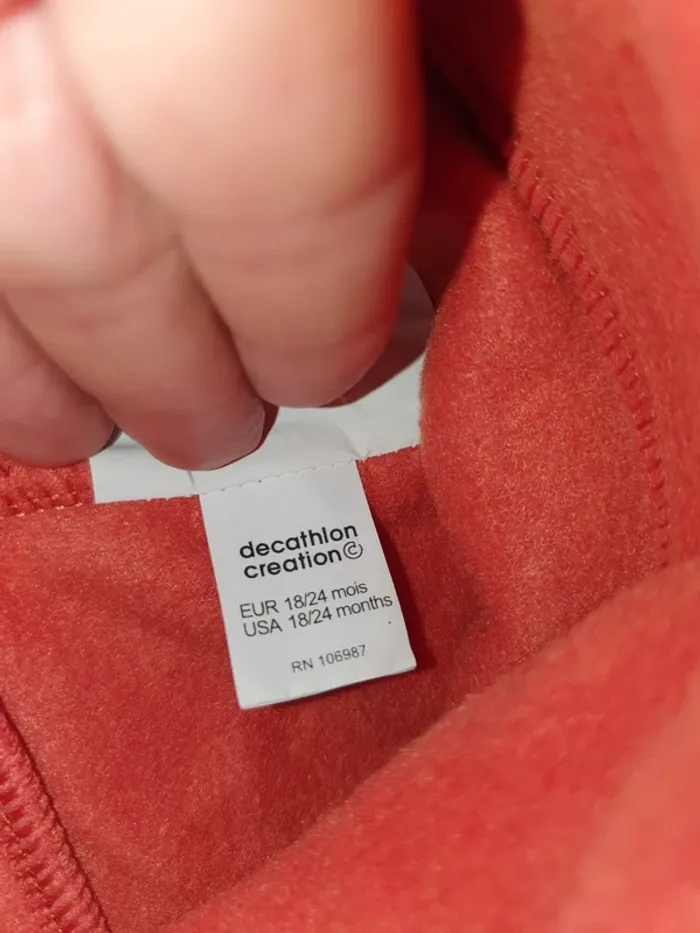 decathlon
creation©
EUR 18/24 mois
USA 18/24 months
RN 106987